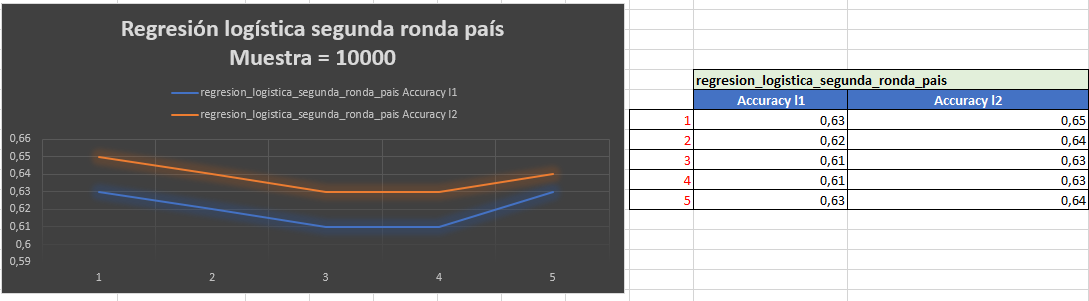 Regresión logística segunda ronda país
Muestra = 10000
regresion_logistica_segunda_ronda_pais Accuracy l1
regresion_logistica_segunda_ronda_pais Accuracy l2
0,66
0,65
0,64
0,63
0,62
0,61
0,6
0,59
1 2 3 4 5
regresion_logistica_segunda_ronda_pais
Accuracy l1 Accuracy l2
1 0,63 0,65
2 0,62 0,64
3 0,61 0,63
4 0,61 0,63
5 0,63 0,64